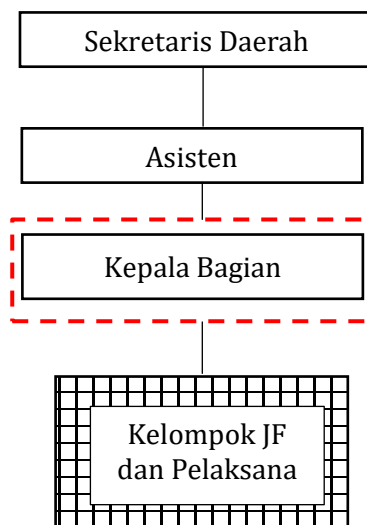 Sekretaris Daerah
Asisten
Kepala Bagian
Kelompok JF
dan Pelaksana